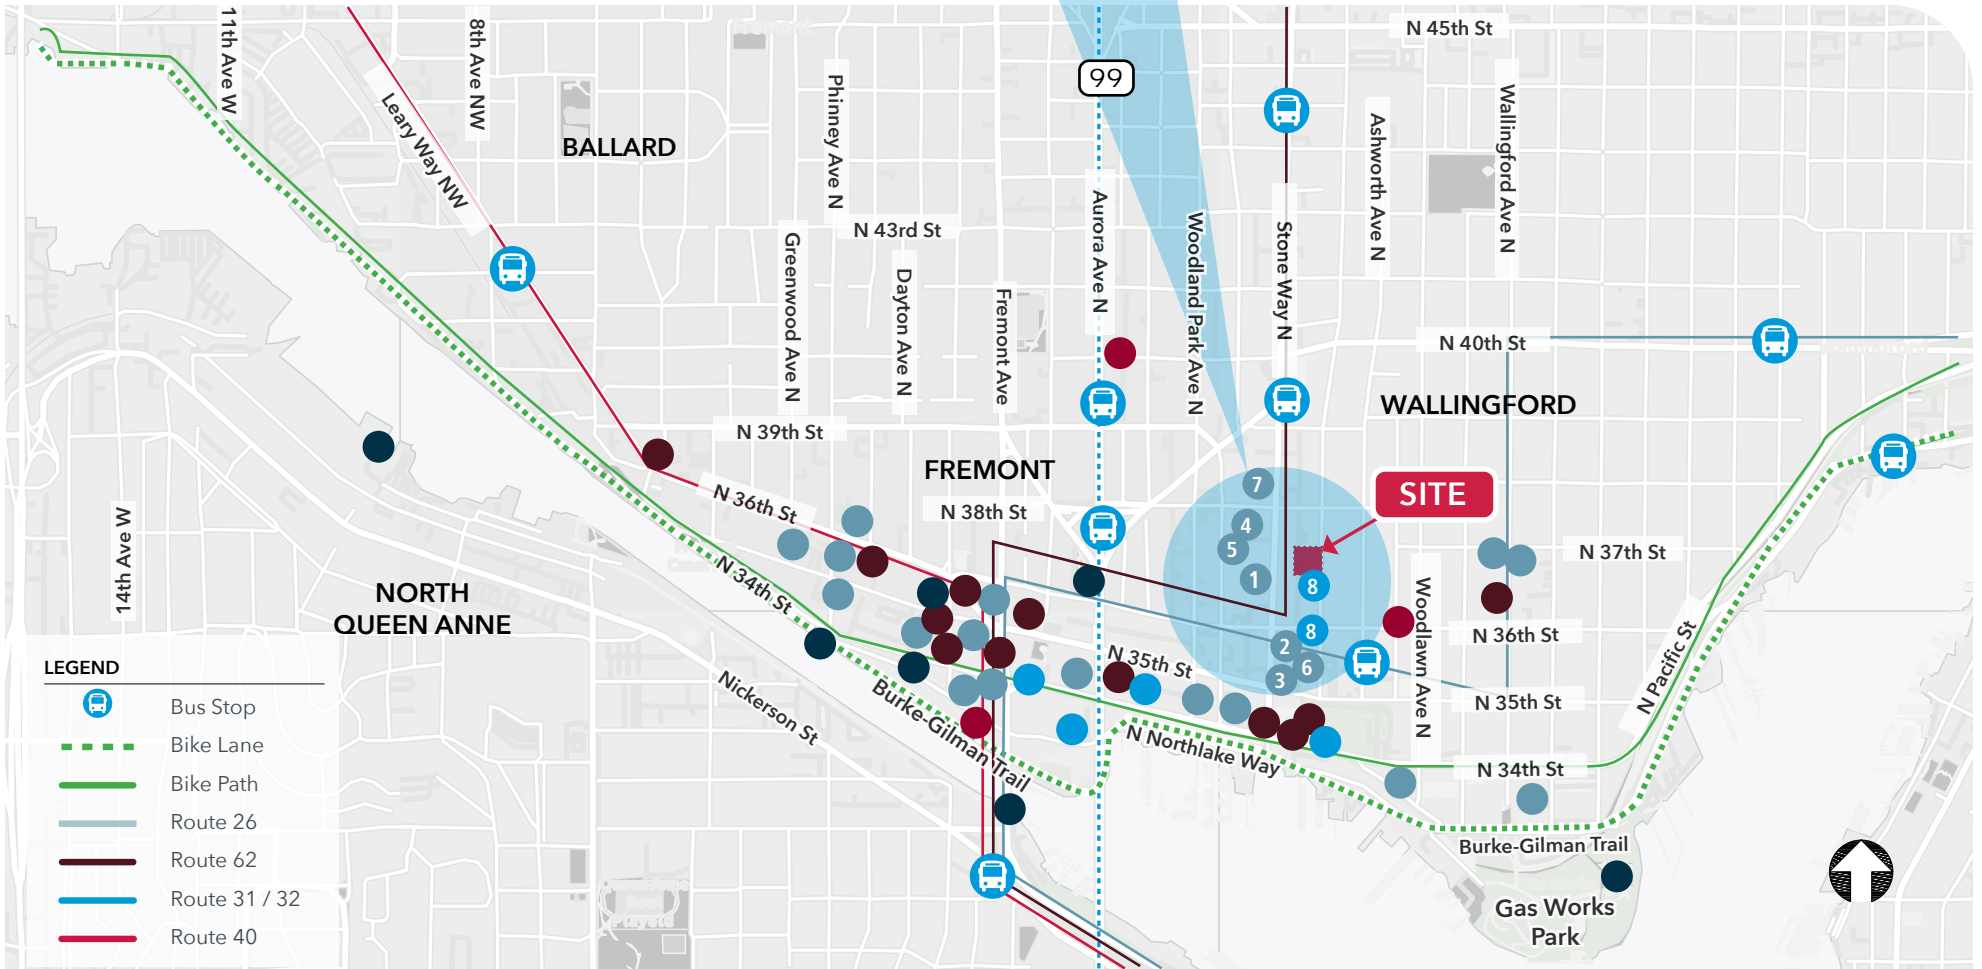 N 45th St
11th Ave W
8th Ave NW
99
Leary Way NW
Phinney Ave N
BALLARD
Ashworth Ave N
Wallingford Ave N
Aurora Ave N
Woodland Park Ave N
Stone Way N
N 43rd St
Greenwood Ave N
Dayton Ave N
Fremont Ave
N 40th St
WALLINGFORD
N 39th St
FREMONT
N 36th St
N 38th St
7
SITE
4
5
1
8
14th Ave W
N 34th St
N 37th St
NORTH
QUEEN ANNE
Woodlawn Ave N
8
2
6
3
N 36th St
N Pacific St
N 35th St
N 35th St
Nickerson St
Burke-Gilman Trail
N Northlake Way
N 34th St
Burke-Gilman Trail
Gas Works
Park
LEGEND
Bus Stop
Bike Lane
Bike Path
Route 26
Route 62
Route 31 / 32
Route 40